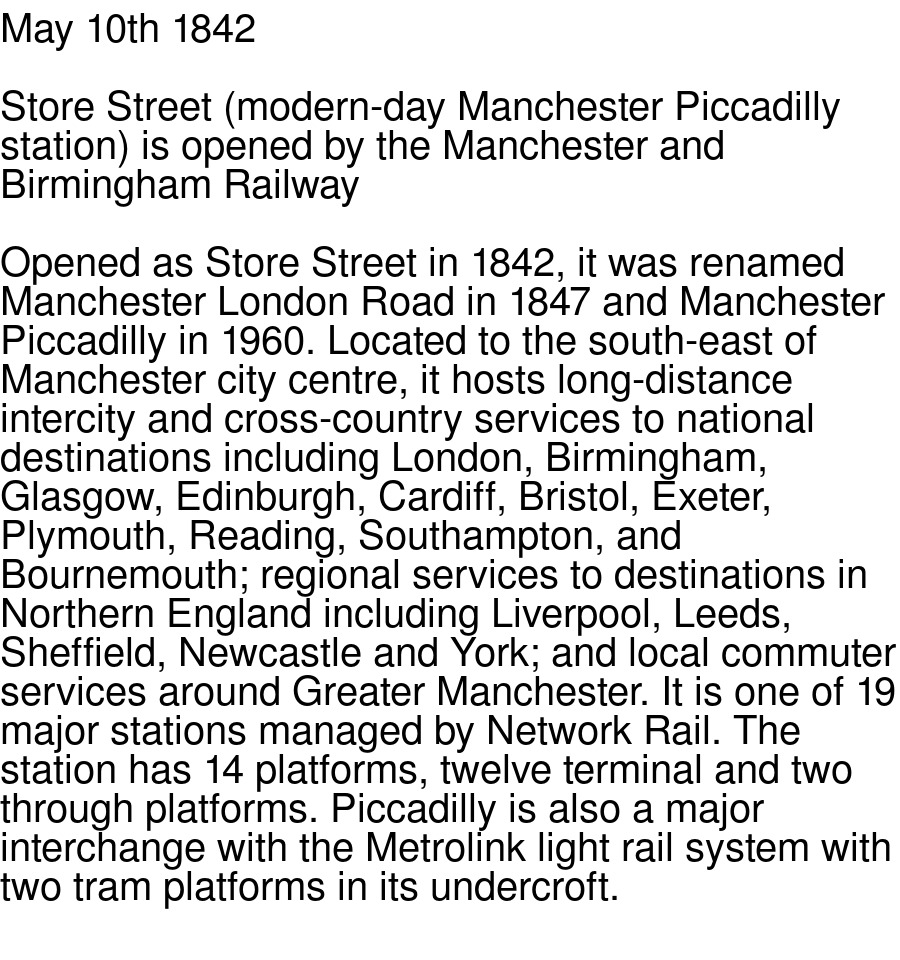 May 10th 1842
Store Street (modern-day Manchester Piccadilly
station) is opened by the Manchester and
Birmingham Railway
Opened as Store Street in 1842, it was renamed
Manchester London Road in 1847 and Manchester
Piccadilly in 1960. Located to the south-east of
Manchester city centre, it hosts long-distance
intercity and cross-country services to national
destinations including London, Birmingham,
Glasgow, Edinburgh, Cardiff, Bristol, Exeter,
Plymouth, Reading, Southampton, and
Bournemouth; regional services to destinations in
Northern England including Liverpool, Leeds,
Sheffield, Newcastle and York; and local commuter
services around Greater Manchester. It is one of 19
major stations managed by Network Rail. The
station has 14 platforms, twelve terminal and two
through platforms. Piccadilly is also a major
interchange with the Metrolink light rail system with
two tram platforms in its undercroft.